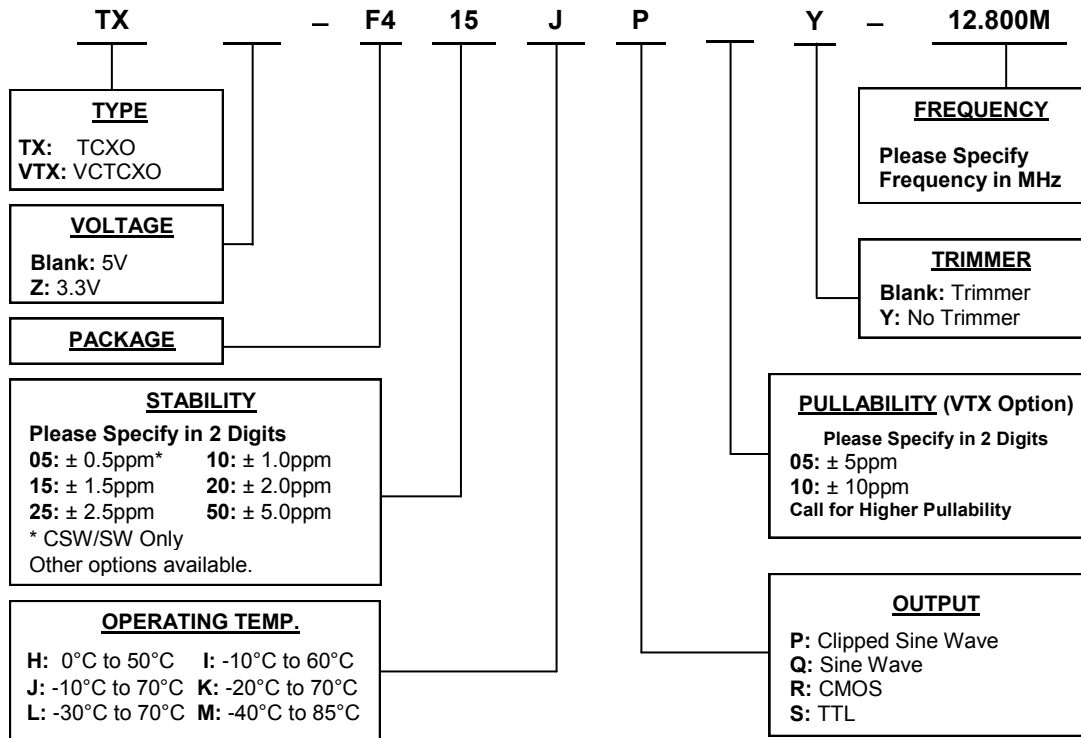 TX – F4 15 J P Y – 12.800M
TYPE
TX: TCXO
VTX: VCTCXO
VOLTAGE
Blank: 5V
Z: 3.3V
PACKAGE
STABILITY
Please Specify in 2 Digits
05: ± 0.5ppm* 10: ± 1.0ppm
15: ± 1.5ppm 20: ± 2.0ppm
25: ± 2.5ppm 50: ± 5.0ppm
* CSW/SW Only
Other options available.
OPERATING TEMP.
H: 0°C to 50°C I: -10°C to 60°C
J: -10°C to 70°C K: -20°C to 70°C
L: -30°C to 70°C M: -40°C to 85°C
FREQUENCY
Please Specify
Frequency in MHz
TRIMMER
Blank: Trimmer
Y: No Trimmer
PULLABILITY (VTX Option)
Please Specify in 2 Digits
05: ± 5ppm
10: ± 10ppm
Call for Higher Pullability
OUTPUT
P: Clipped Sine Wave
Q: Sine Wave
R: CMOS
S: TTL